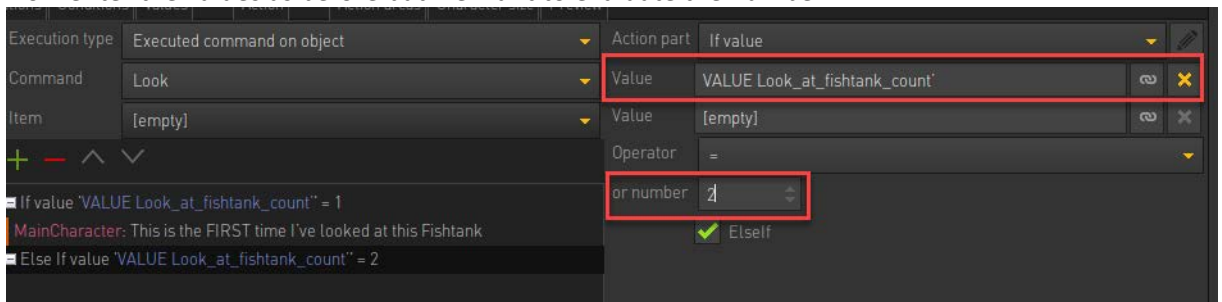 Execution type Executed command on object
Command Look
Item [empty]
If value 'VALUE Look_at_fishtank_count'' = 1
MainCharacter: This is the FIRST time I've looked at this Fishtank
Else If value 'VALUE Look_at_fishtank_count'' = 2
Action part If value
Value VALUE Look_at_fishtank_count'
Value [empty]
Operator =
or number 2
ElseIf